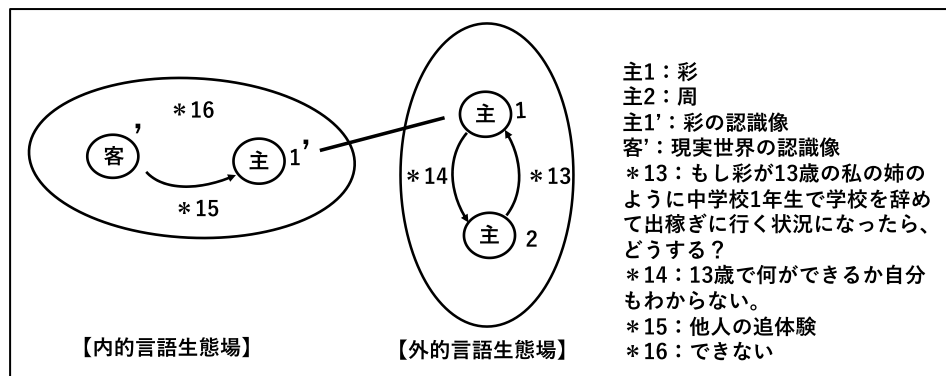 ＊16
客
’
主
1
’
＊15
【内的言語生態場】
主
1
＊14
＊13
主
2
【外的言語生態場】
主1：彩
主2：周
主1’：彩の認識像
客’：現実世界の認識像
＊13：もし彩が13歳の私の姉の
ように中学校1年生で学校を辞め
て出稼ぎに行く状況になったら、
どうする？
＊14：13歳で何ができるか自分
もわからない。
＊15：他人の追体験
＊16：できない